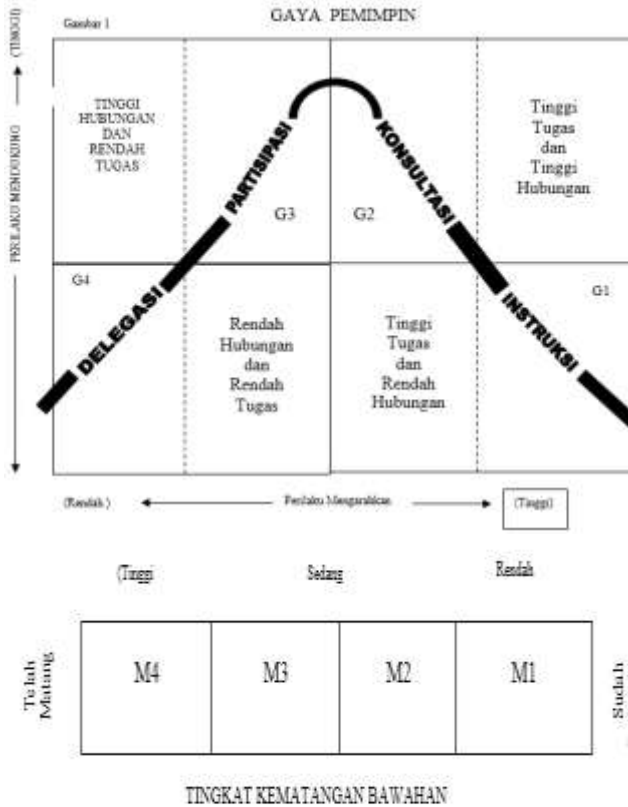 Gambar 1
GAYA PEMIMPIN
(TINGGI)
PERILAKU MENDUKUNG
TINGGI
HUBUNGAN
DAN
RENDAH
TUGAS
PARTISIPASI
KONSULTASI
Tinggi
Tugas
dan
Tinggi
Hubungan
G3
G2
G4
G1
DELEGASI
INSTRUKSI
Rendah
Hubungan
dan
Rendah
Tugas
Tinggi
Tugas
dan
Rendah
Hubungan
(Rendah )
Perilaku Mengarahkan
(Tinggi)
(Tinggi
Sedang
Rendah
Telah
Matang
M4
M3
M2
M1
Sudah
TINGKAT KEMATANGAN BAWAHAN